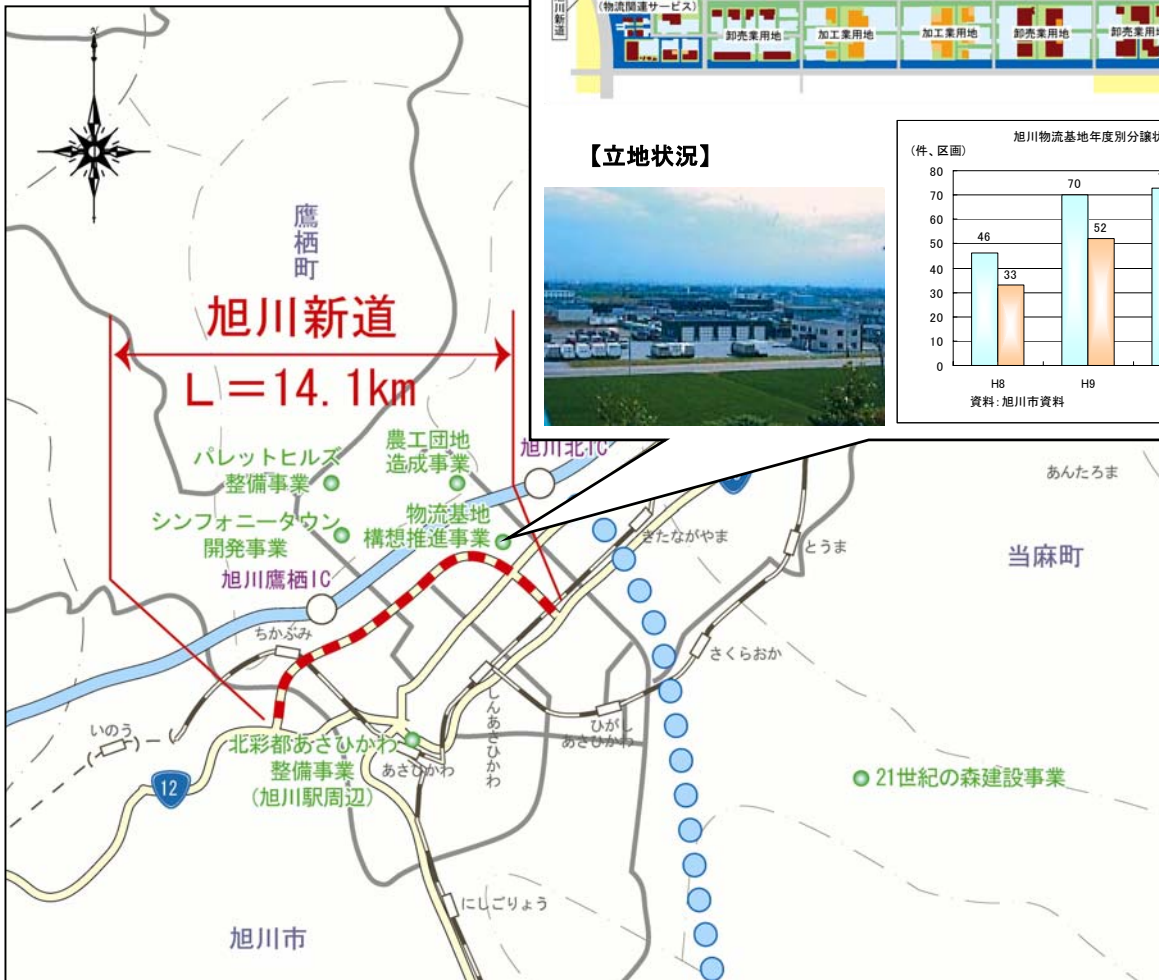 旭川新道
(物流関連サービス)
卸売業用地
加工業用地
加工業用地
卸売業用地
【立地状況】
旭川物流基地年度別分譲
(件、区画)
80
70
60
50
40
30
20
10
0
46
33
70
52
H8
H9
資料:旭川市資料
N
鷹栖町
旭川新道
L=14.1km
パレットヒルズ
整備事業
農工団地
造成事業
旭川北IC
シンフォニータウン
開発事業
物流基地
構想推進事業
旭川鷹栖IC
きたながやま
とうま
あんたろま
当麻町
ちかぶみ
さくらおか
いのう
しんあさひかわ
ひがし
あさひかわ
北彩都あさひかわ
整備事業
(旭川駅周辺)
あさひかわ
12
21世紀の森建設事業
にしごりょう
旭川市